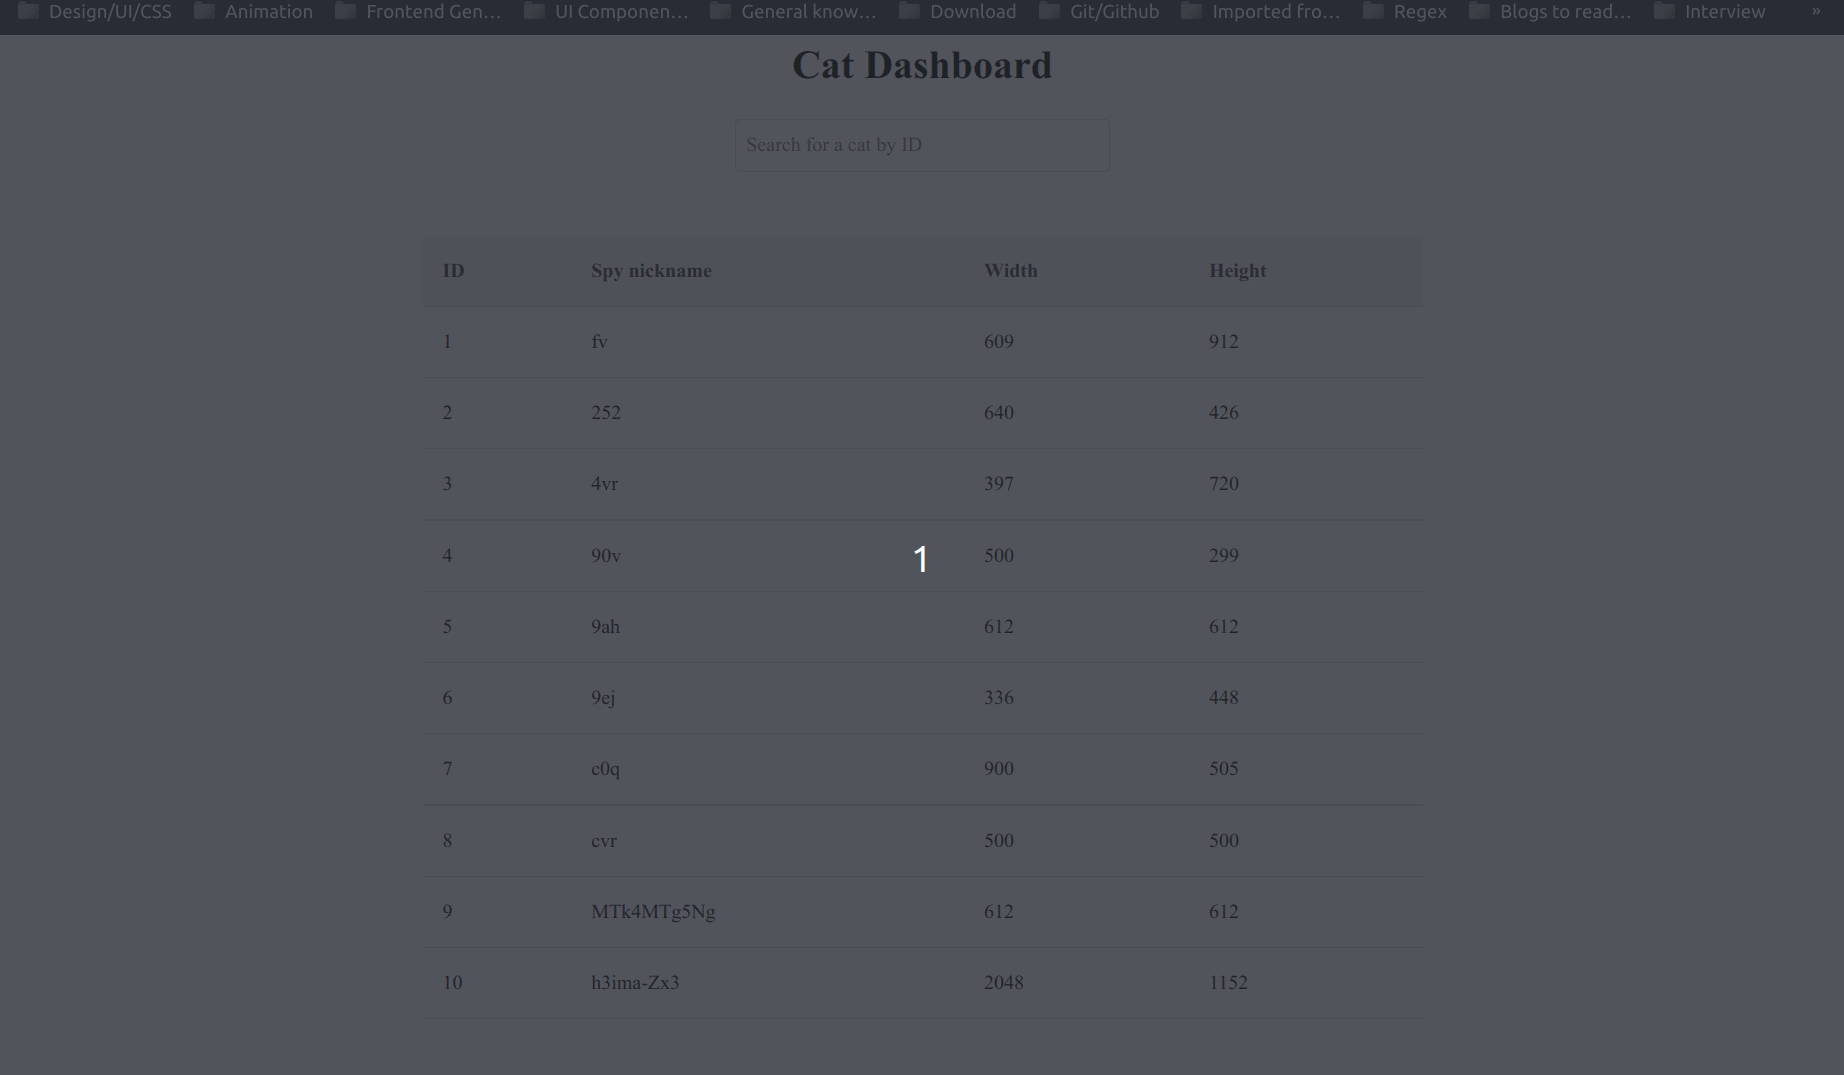 Design/UI/CSS Animation Frontend Gen... UI Componen... General know... Download Git/Github Imported fro... Regex Blogs to read... Interview »
Cat Dashboard
Search for a cat by ID
ID Spy nickname Width Height
1 fv 609 912
2 252 640 426
3 4vr 397 720
4 90v 500 299
1
5 9ah 612 612
6 9ej 336 448
7 c0q 900 505
8 cvr 500 500
9 MTk4MTg5Ng 612 612
10 h3ima-Zx3 2048 1152